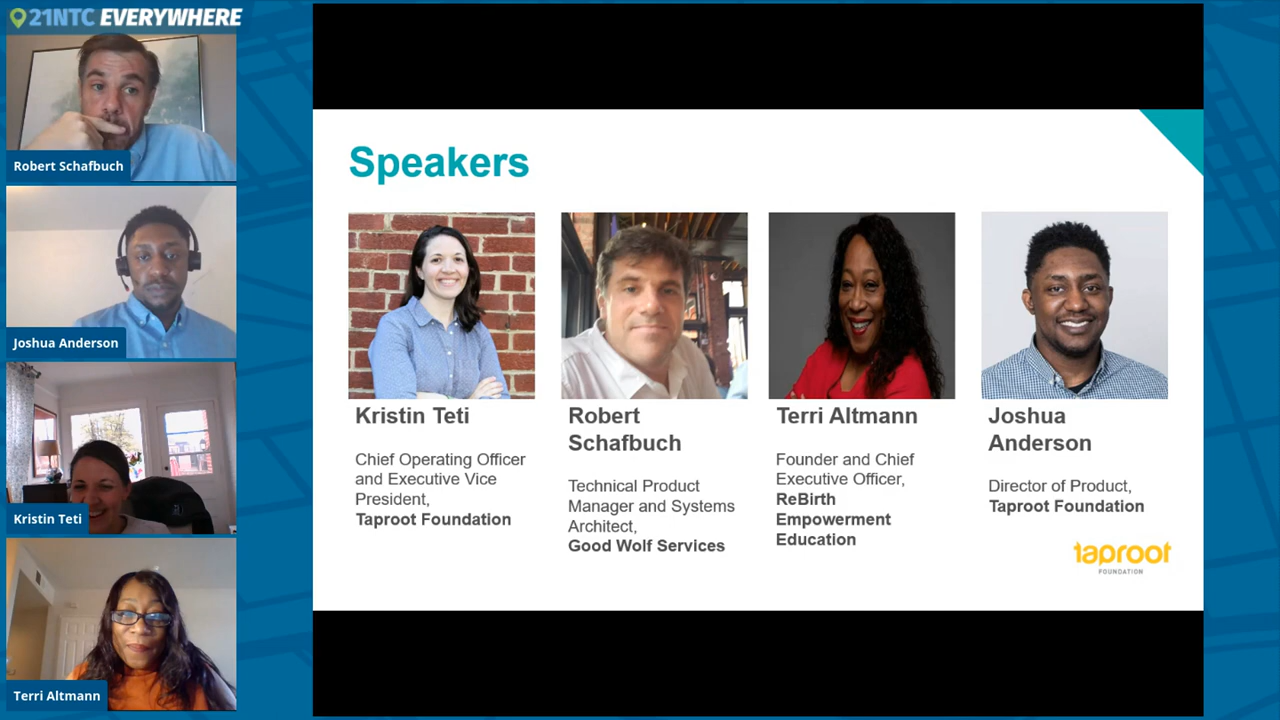 21NTC EVERYWHERE
Robert Schafbuch
Joshua Anderson
Kristin Teti
Terri Altmann
Speakers
Kristin Teti
Chief Operating Officer
and Executive Vice
President,
Taproot Foundation
Robert
Schafbuch
Technical Product
Manager and Systems
Architect,
Good Wolf Services
Terri Altmann
Founder and Chief
Executive Officer,
ReBirth
Empowerment
Education
Joshua
Anderson
Director of Product,
Taproot Foundation
taproot
FOUNDATION